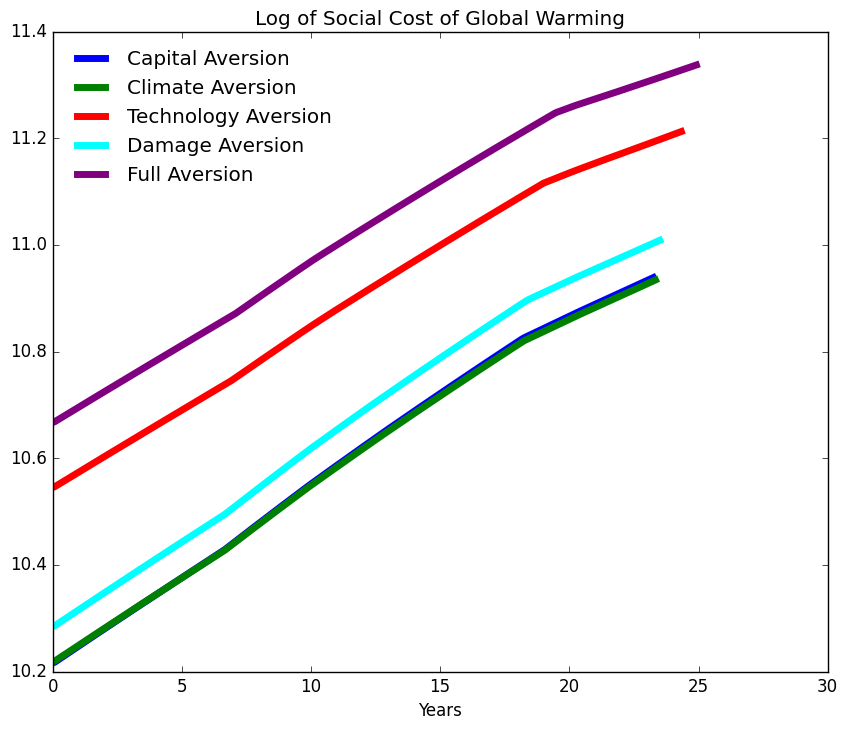 Log of Social Cost of Global Warming
11.4
11.2
11.0
10.8
10.6
10.4
10.2
Capital Aversion
Climate Aversion
Technology Aversion
Damage Aversion
Full Aversion
0 5 10 15 20 25 30
Years